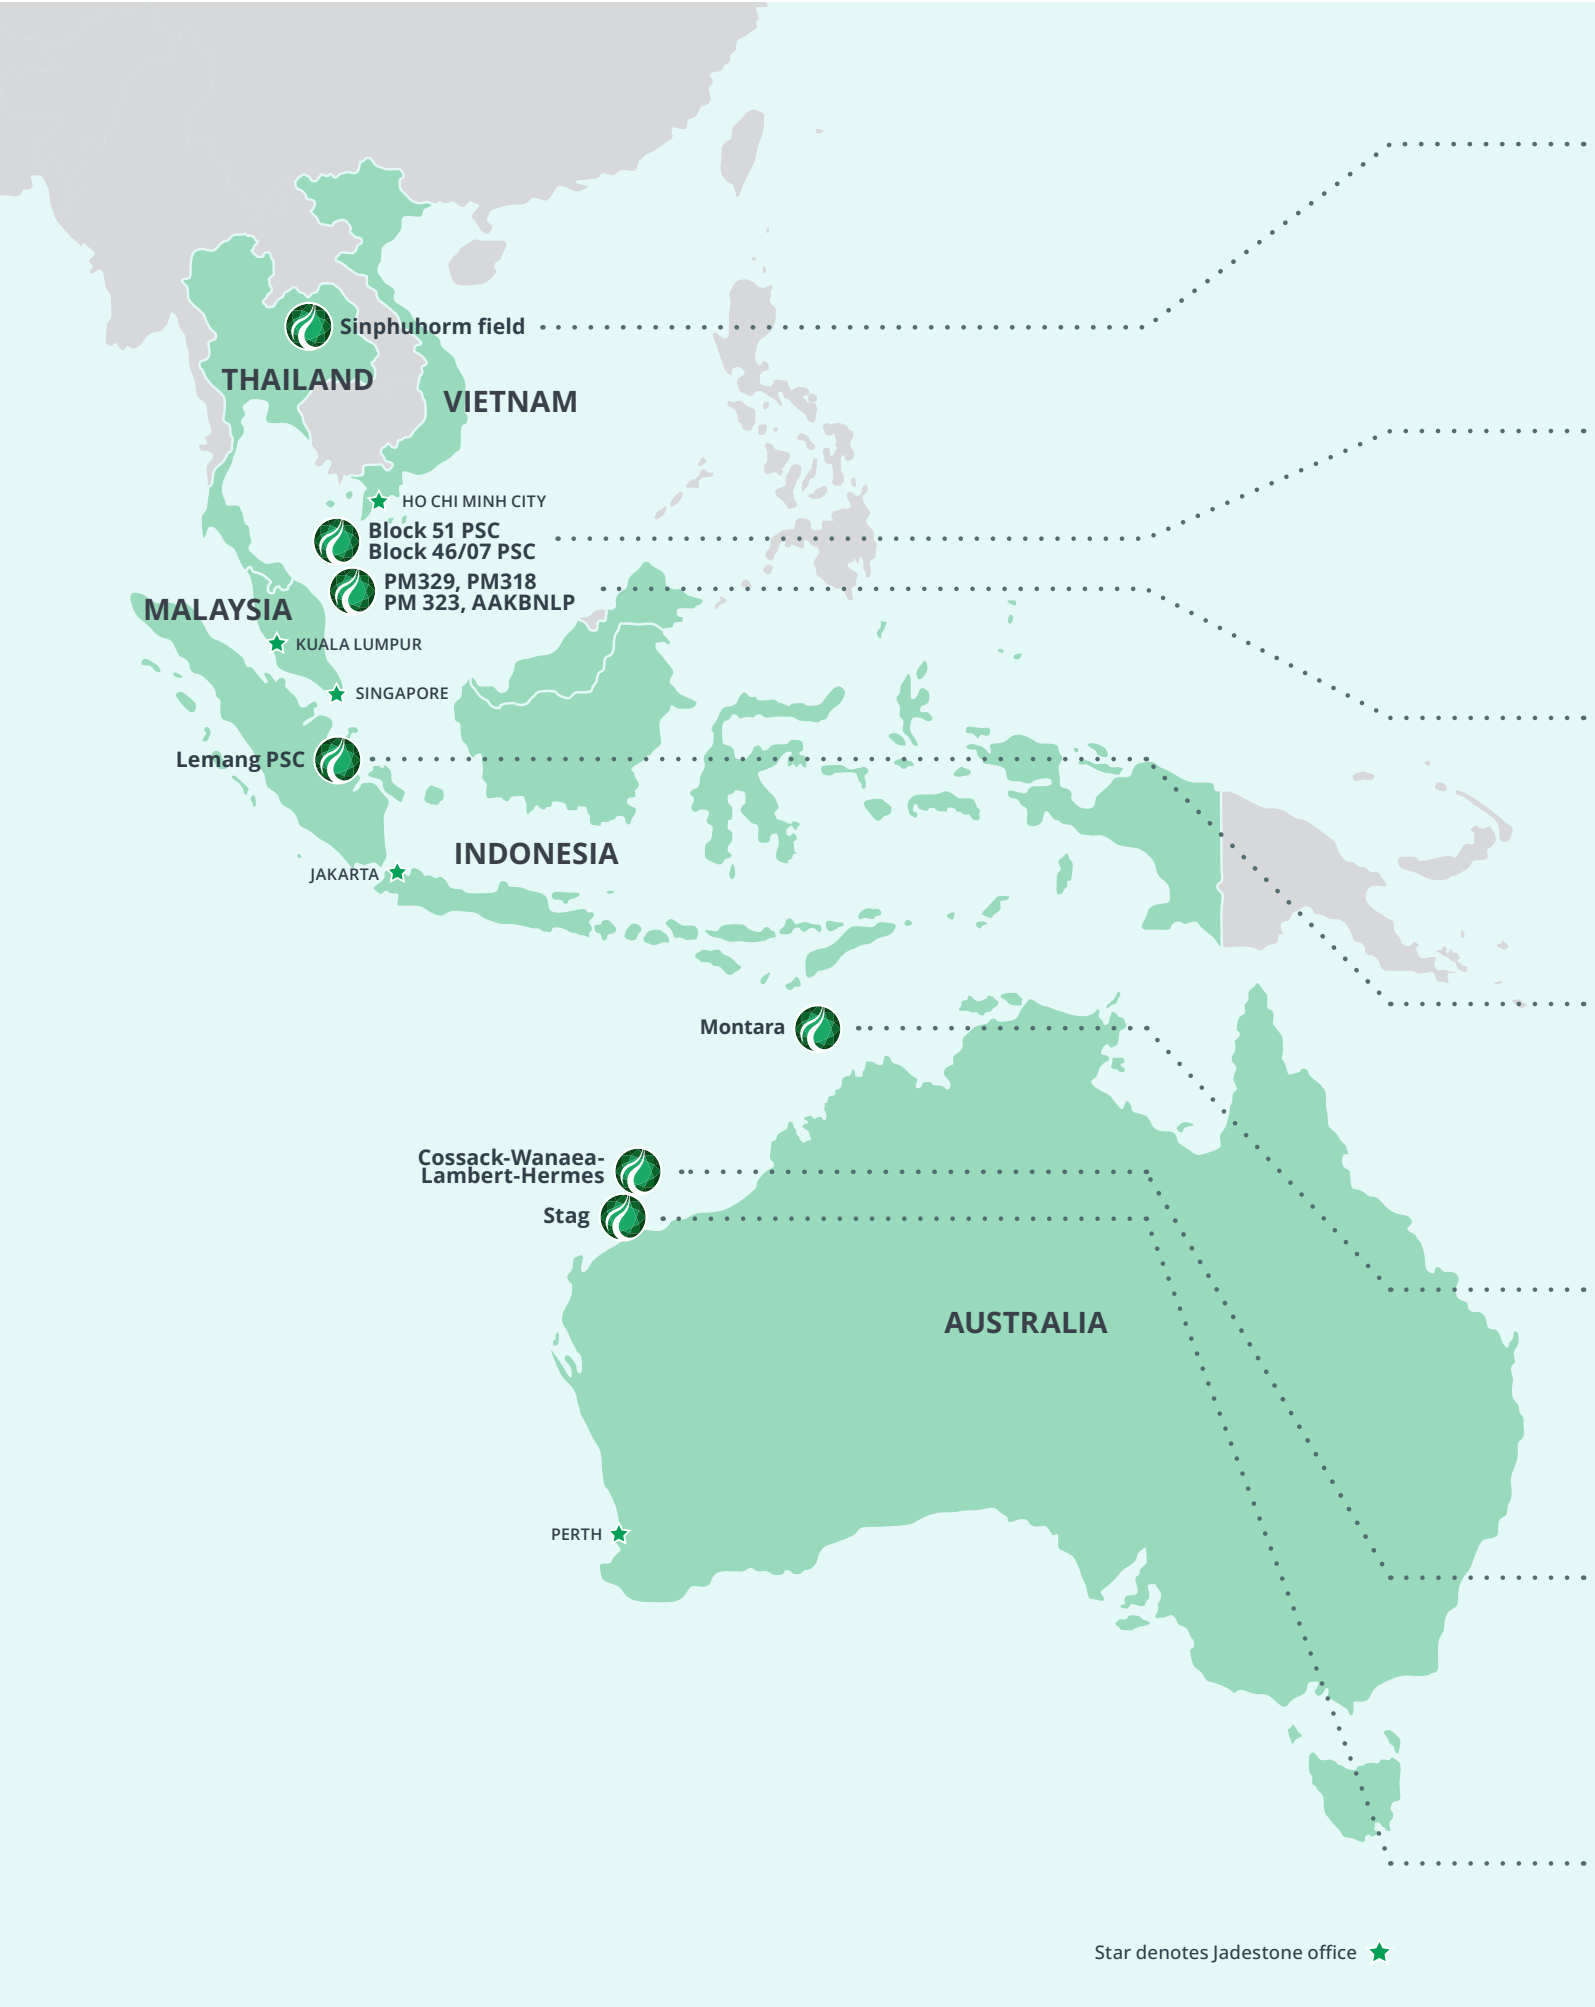 Sinphuhorm field
THAILAND
VIETNAM
HO CHI MINH CITY
Block 51 PSC
Block 46/07 PSC
PM329, PM318
PM 323, AAKBNLP
MALAYSIA
KUALA LUMPUR
SINGAPORE
Lemang PSC
INDONESIA
JAKARTA
Montara
Cossack-Wanaea-
Lambert-Hermes
Stag
AUSTRALIA
PERTH
Star denotes Jadestone office